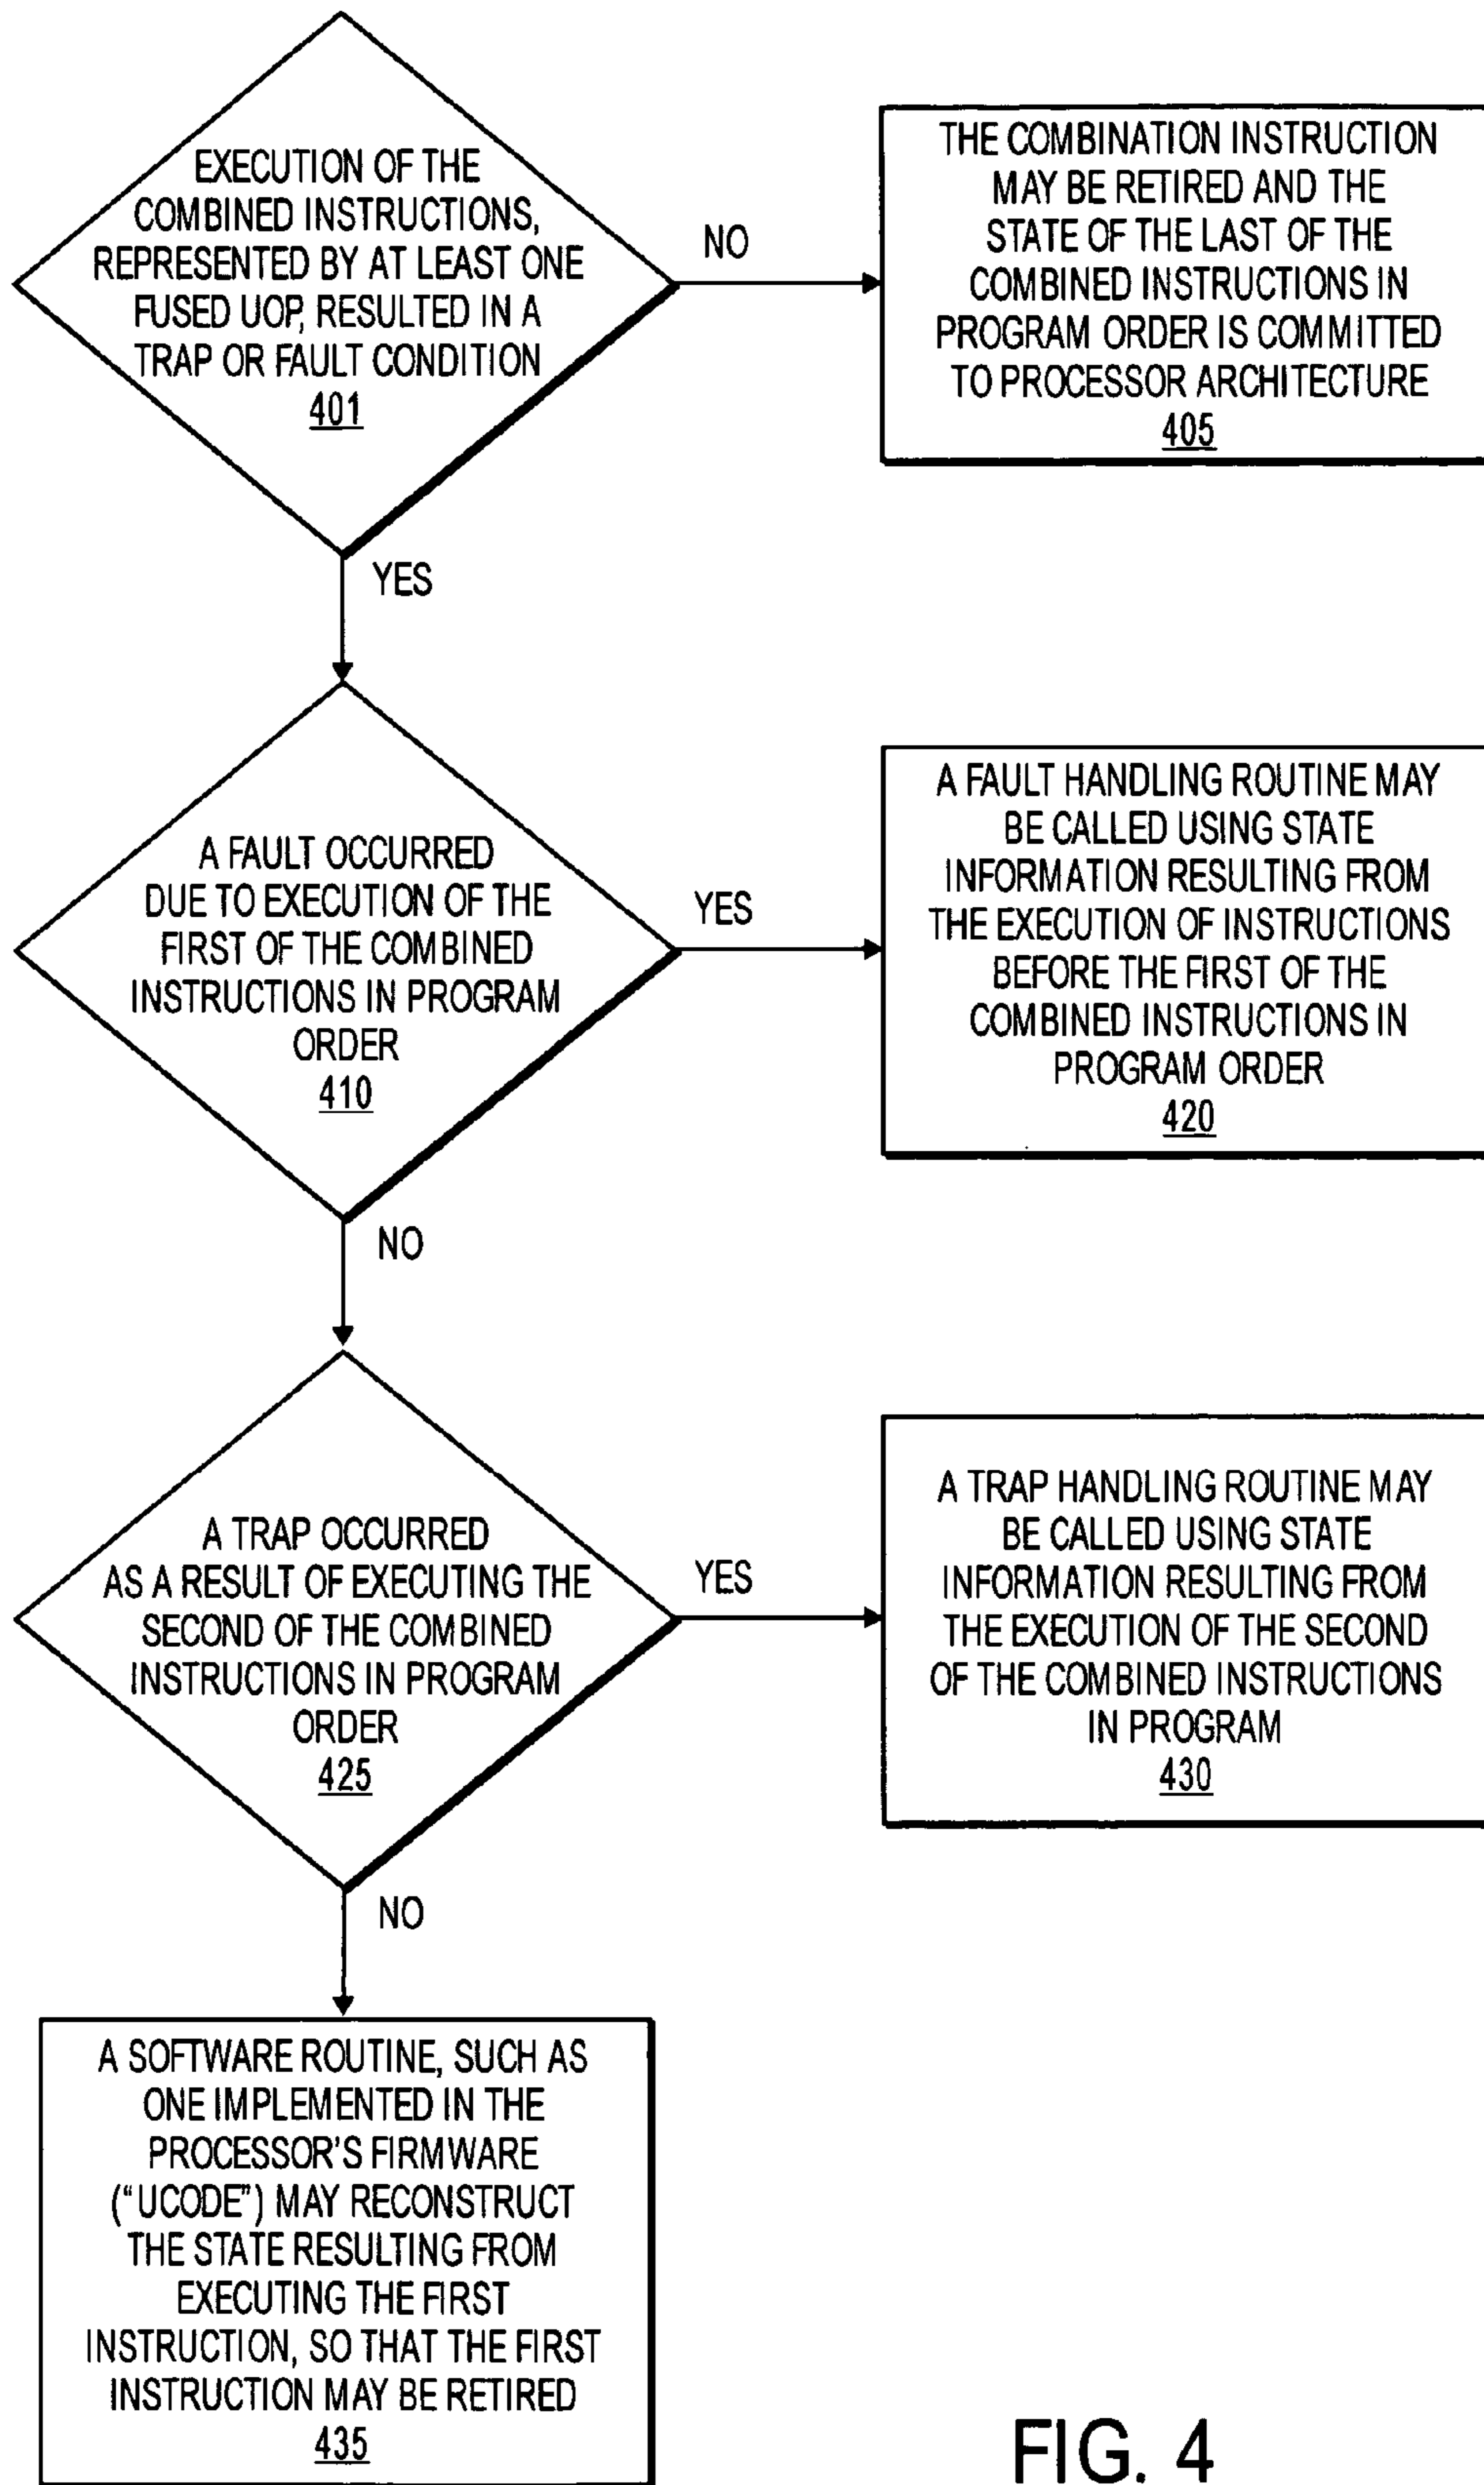 EXECUTION OF THE
COMBINED INSTRUCTIONS,
REPRESENTED BY AT LEAST ONE
FUSED UOP, RESULTED IN A
TRAP OR FAULT CONDITION
401
NO
THE COMBINATION INSTRUCTION
MAY BE RETIRED AND THE
STATE OF THE LAST OF THE
COMBINED INSTRUCTIONS IN
PROGRAM ORDER IS COMMITTED
TO PROCESSOR ARCHITECTURE
405
YES
A FAULT OCCURRED
DUE TO EXECUTION OF THE
FIRST OF THE COMBINED
INSTRUCTIONS IN PROGRAM
ORDER
410
YES
A FAULT HANDLING ROUTINE MAY
BE CALLED USING STATE
INFORMATION RESULTING FROM
THE EXECUTION OF INSTRUCTIONS
BEFORE THE FIRST OF THE
COMBINED INSTRUCTIONS IN
PROGRAM ORDER
420
NO
A TRAP OCCURRED
AS A RESULT OF EXECUTING THE
SECOND OF THE COMBINED
INSTRUCTIONS IN PROGRAM
ORDER
425
YES
A TRAP HANDLING ROUTINE MAY
BE CALLED USING STATE
INFORMATION RESULTING FROM
THE EXECUTION OF THE SECOND
OF THE COMBINED INSTRUCTIONS
IN PROGRAM
430
NO
A SOFTWARE ROUTINE, SUCH AS
ONE IMPLEMENTED IN THE
PROCESSOR'S FIRMWARE
("UCODE") MAY RECONSTRUCT
THE STATE RESULTING FROM
EXECUTING THE FIRST
INSTRUCTION, SO THAT THE FIRST
INSTRUCTION MAY BE RETIRED
435
FIG. 4